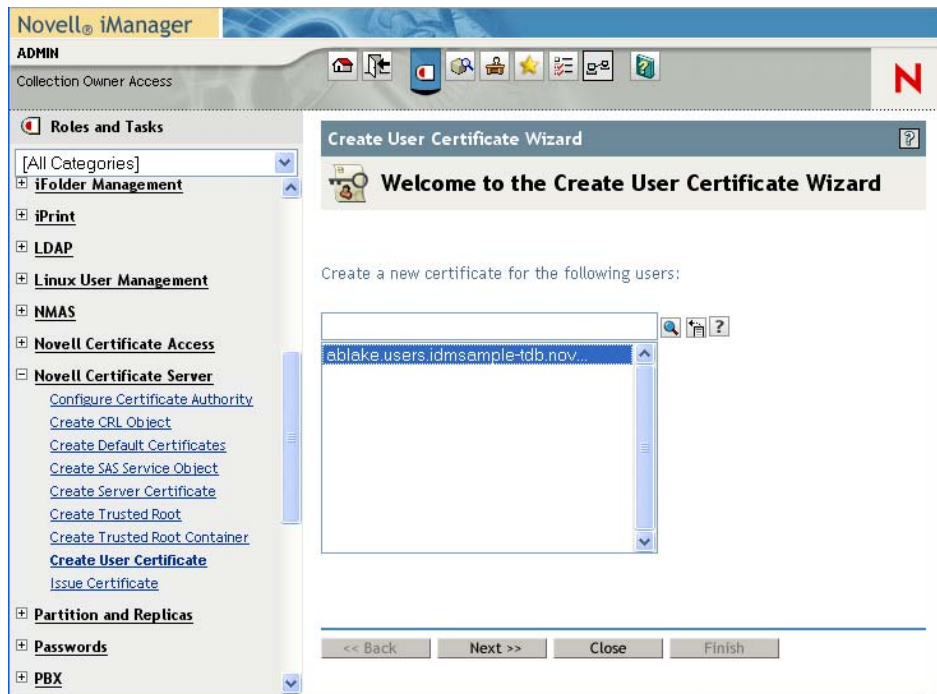 Novell® iManager
ADMIN
Collection Owner Access
N
Roles and Tasks
[All Categories]
iFolder Management
iPrint
LDAP
Linux User Management
NMAS
Novell Certificate Access
Novell Certificate Server
Configure Certificate Authority
Create CRL Object
Create Default Certificates
Create SAS Service Object
Create Server Certificate
Create Trusted Root
Create Trusted Root Container
Create User Certificate
Issue Certificate
Partition and Replicas
Passwords
PBX
Create User Certificate Wizard
?
Welcome to the Create User Certificate Wizard
Create a new certificate for the following users:
?
ablake.users.idmsample-tdb.nov...
<< Back
Next >>
Close
Finish